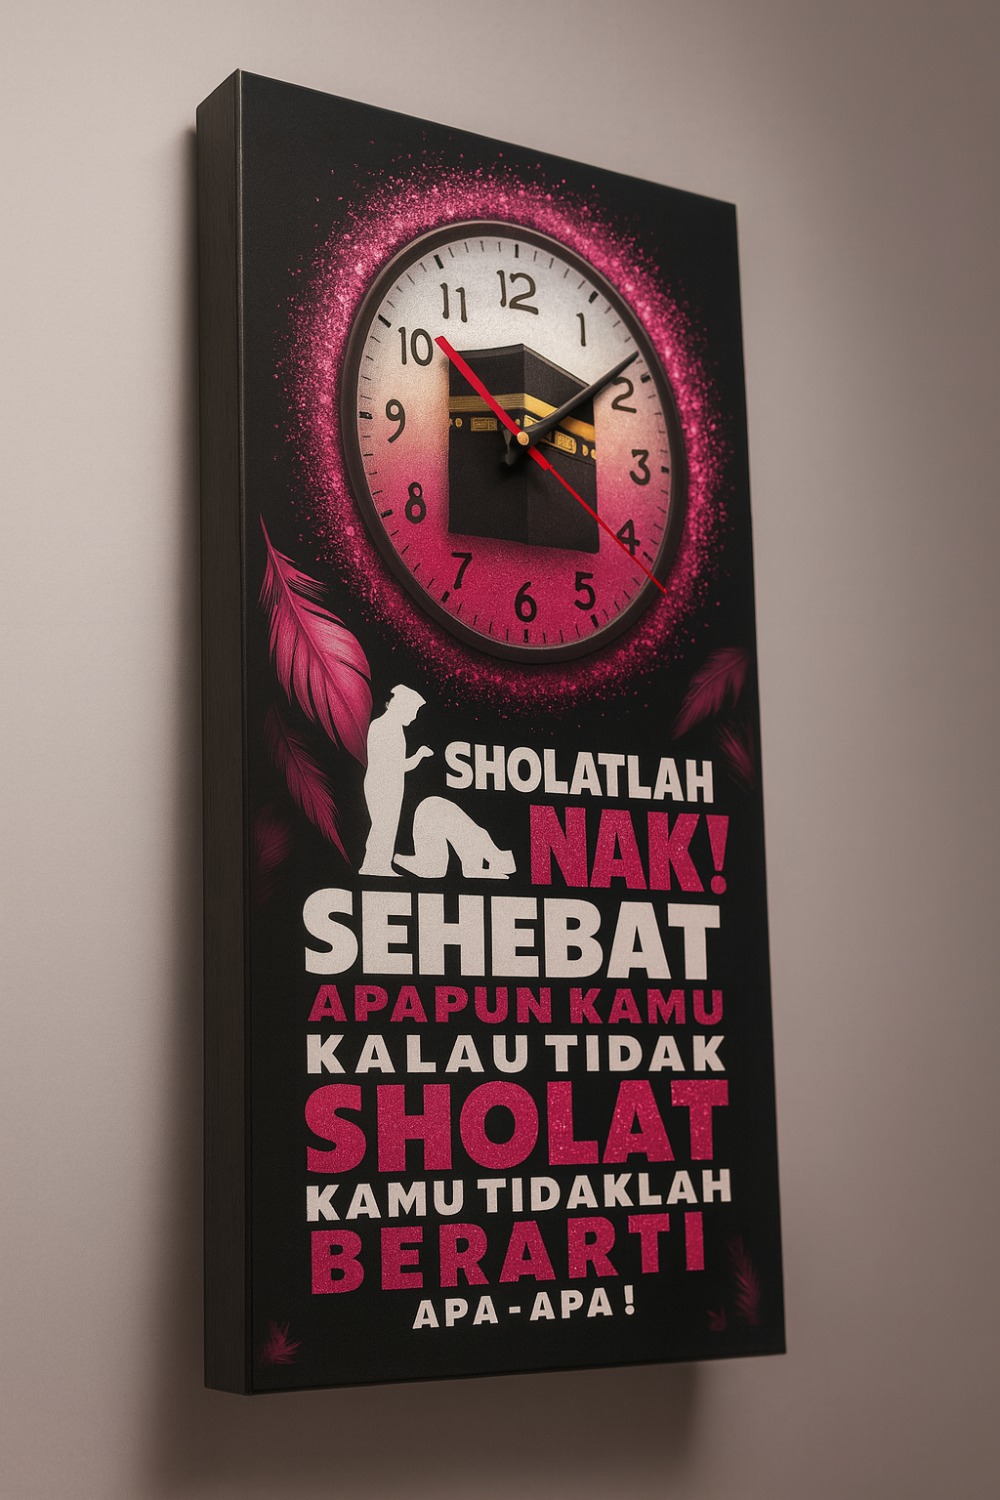 12
11
1
10
2
9
3
8
4
7
5
6
SHOLATLAH
NAK!
SEHEBAT
APAPUN KAMU
KALAU TIDAK
SHOLAT
KAMU TIDAKLAH
BERARTI
APA-APA!